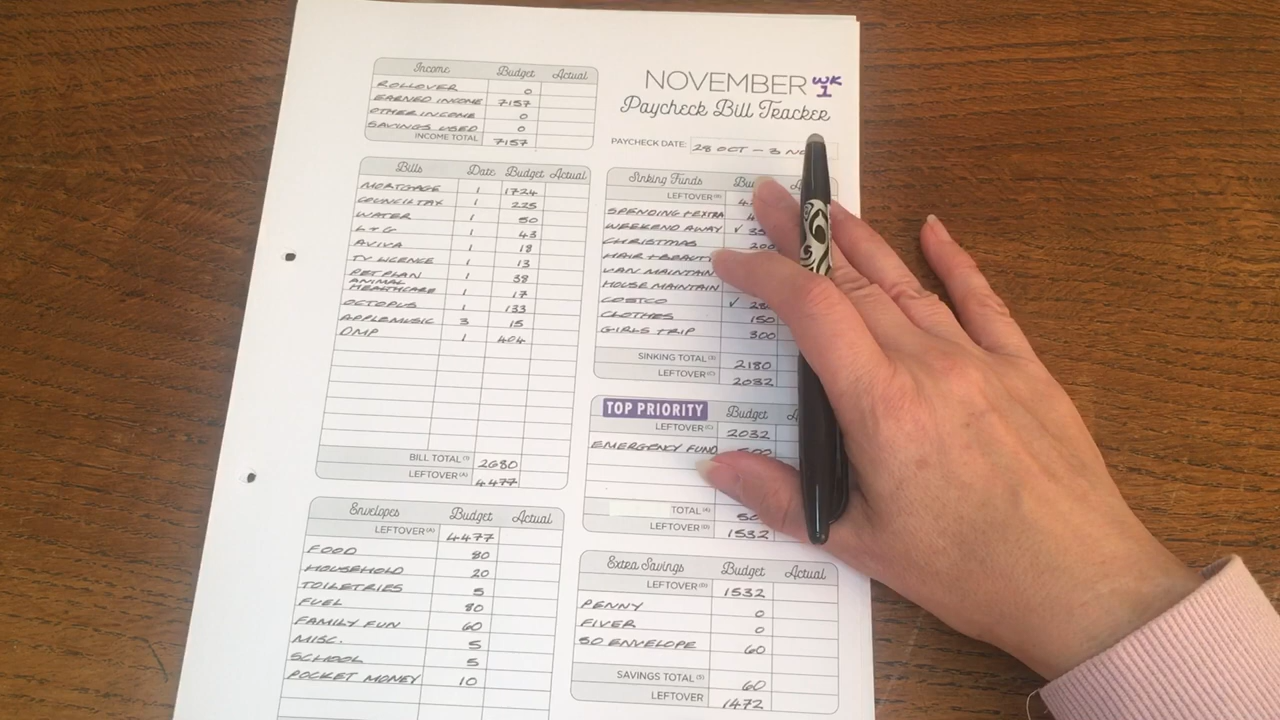 Income Budget Actual
ROLLOVER 0
EARNED INCOME 7157
OTHER INCOME 0
SAVINGS USED 0
INCOME TOTAL 7157
NOVEMBER WK 1
Paycheck Bill Tracker
PAYCHECK DATE: 28 OCT - 3
Bills Date Budget Actual
MORTGAGE 1 1724
COUNCIL TAX 1 225
WATER 1 50
L+G 1 43
AVIVA 1 18
TV LICENCE 1 13
PET PLAN 1 38
ANIMAL HEALTHCARE 1 17
OCTOPUS 1 133
APPLE MUSIC 3 15
DMP 1 404
BILL TOTAL (1) 2680
LEFTOVER (A) 4477
Envelopes Budget Actual
LEFTOVER (A) 4477
FOOD 80
HOUSEHOLD 20
TOILETRIES 5
FUEL 80
FAMILY FUN 60
MISC. 5
SCHOOL 5
POCKET MONEY 10
Sinking Funds
LEFTOVER (B)
SPENDING + EXTRA
WEEKEND AWAY ✓
CHRISTMAS 200
HAIR + BEAUTY
VAN MAINTAIN
HOUSE MAINTAIN
COSTCO ✓
CLOTHES 150
GIRLS TRIP 300
SINKING TOTAL (3) 2180
LEFTOVER (C) 2032
TOP PRIORITY Budget
LEFTOVER (C) 2032
EMERGENCY FUND 500
TOTAL (4)
LEFTOVER (D) 1532
Extra Savings Budget Actual
LEFTOVER (D) 1532
PENNY 0
FIVER 0
50 ENVELOPE 60
SAVINGS TOTAL (5) 60
LEFTOVER 1472